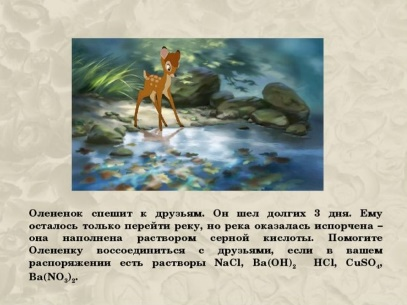 Олененок спешит к друзьям. Он шел долгих 3 дня. Ему
осталось только перейти реку, но река оказалась испорчена –
она наполнена раствором серной кислоты. Помогите
Олененку воссоединиться с друзьями, если в вашем
распоряжении есть растворы NaCl, Ba(OH)₂ HCl, CuSO₄,
Ba(NO₃)₂.